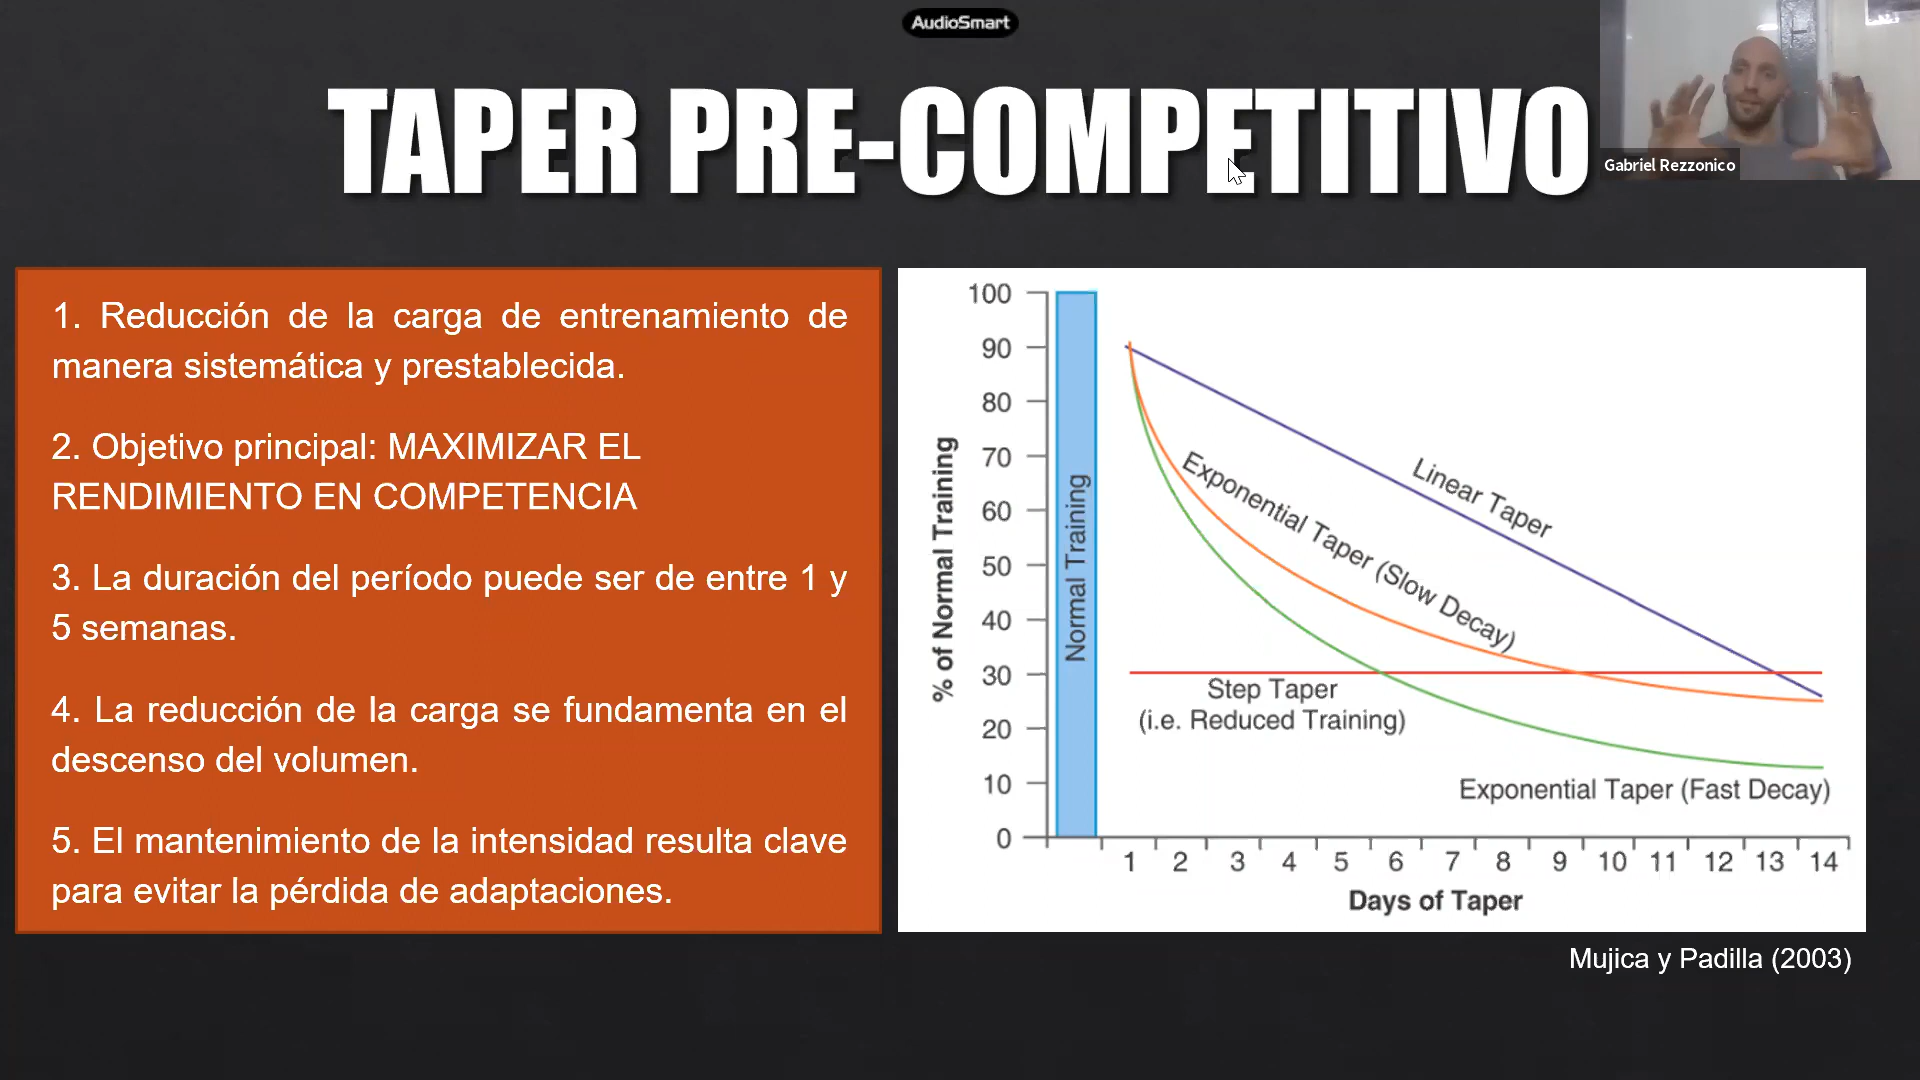 AudioSmart
TAPER PRE-COMPETITIVO
Gabriel Rezzonico
1. Reducción de la carga de entrenamiento de
manera sistemática y prestablecida.
2. Objetivo principal: MAXIMIZAR EL
RENDIMIENTO EN COMPETENCIA
3. La duración del período puede ser de entre 1 y
5 semanas.
4. La reducción de la carga se fundamenta en el
descenso del volumen.
5. El mantenimiento de la intensidad resulta clave
para evitar la pérdida de adaptaciones.
% of Normal Training
100
90
80
70
60
50
40
30
20
10
0
Normal Training
Linear Taper
Exponential Taper (Slow Decay)
Step Taper
(i.e. Reduced Training)
Exponential Taper (Fast Decay)
1 2 3 4 5 6 7 8 9 10 11 12 13 14
Days of Taper
Mujica y Padilla (2003)